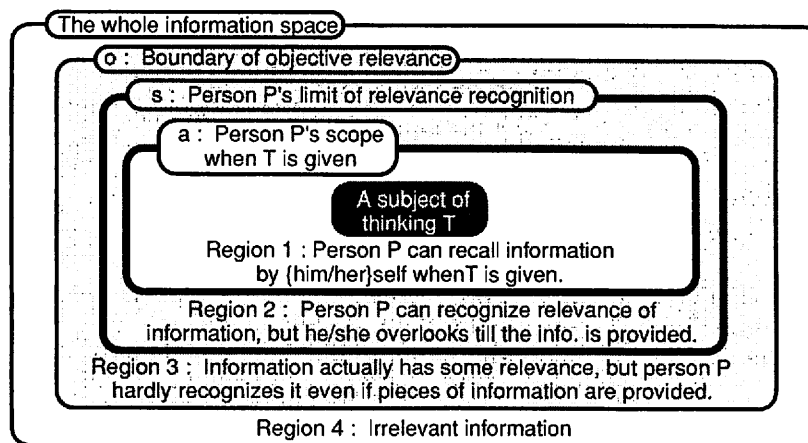 The whole information space
o : Boundary of objective relevance
s : Person P's limit of relevance recognition
a : Person P's scope
when T is given
A subject of
thinking T
Region 1 : Person P can recall information
by {him/her}self whenT is given.
Region 2 : Person P can recognize relevance of
information, but he/she overlooks till the info. is provided.
Region 3 : Information actually has some relevance, but person P
hardly recognizes it even if pieces of information are provided.
Region 4 : Irrelevant information